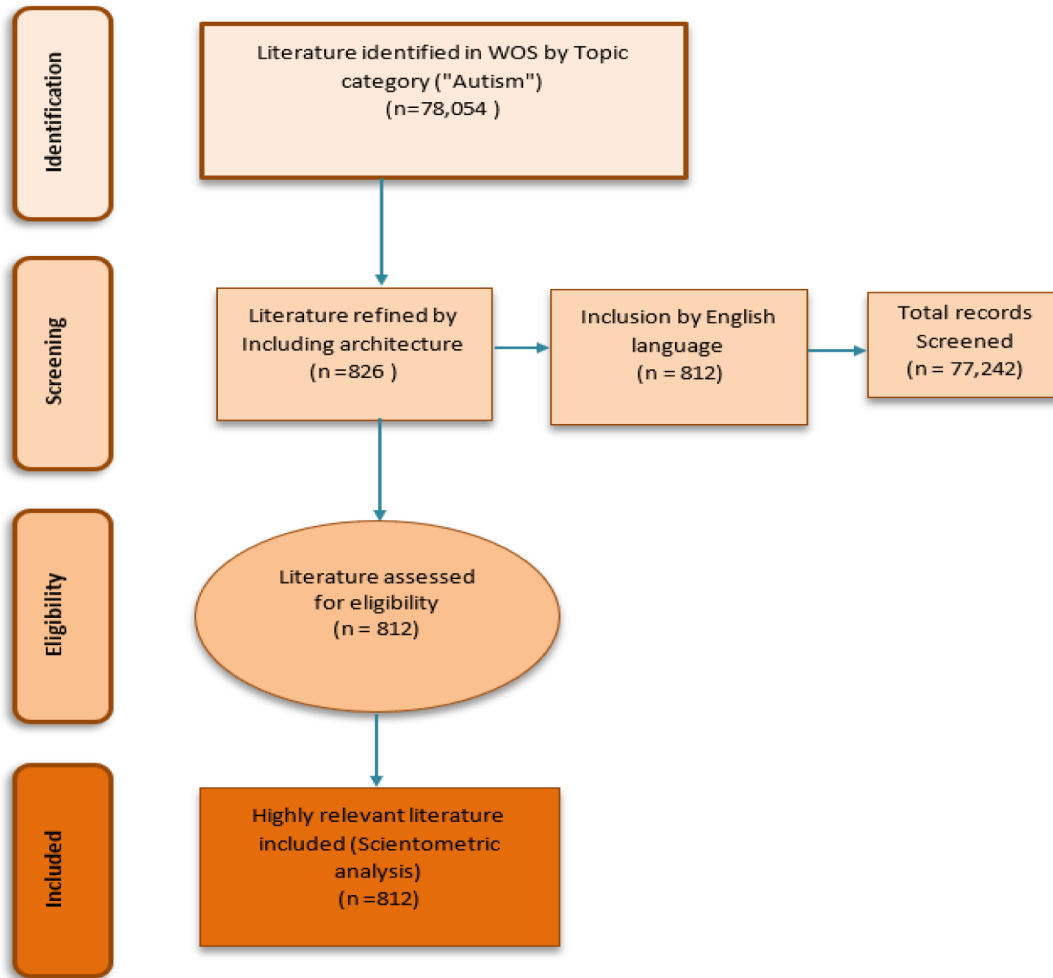 Identification
Literature identified in WOS by Topic
category ("Autism")
(n=78,054 )
Screening
Literature refined by
Including architecture
(n =826 )
Inclusion by English
language
(n = 812)
Total records
Screened
(n = 77,242)
Eligibility
Literature assessed
for eligibility
(n = 812)
Included
Highly relevant literature
included (Scientometric
analysis)
(n =812)